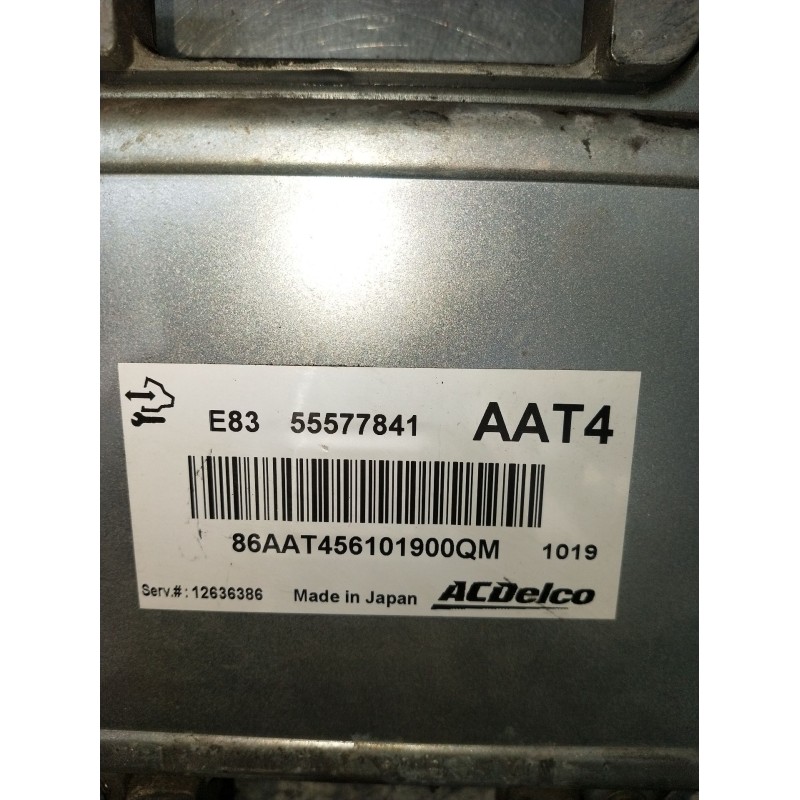 E83 55577841 AAT4
86AAT456101900QM 1019
Serv.#: 12636386 Made in Japan ACDelco